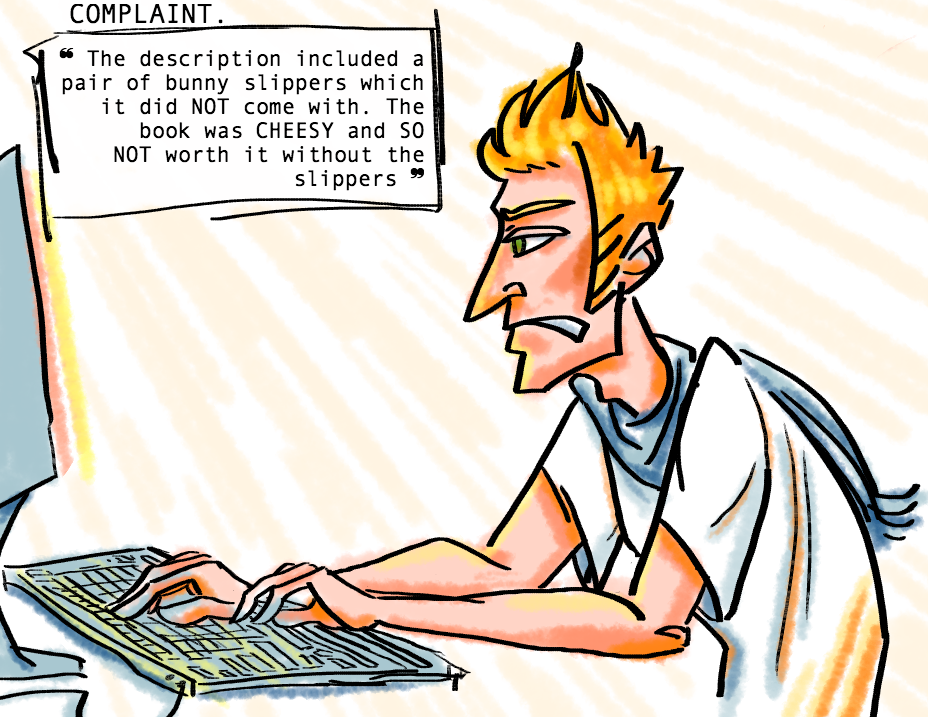 COMPLAINT.
❝ The description included a
pair of bunny slippers which
it did NOT come with. The
book was CHEESY and SO
NOT worth it without the
slippers ❞